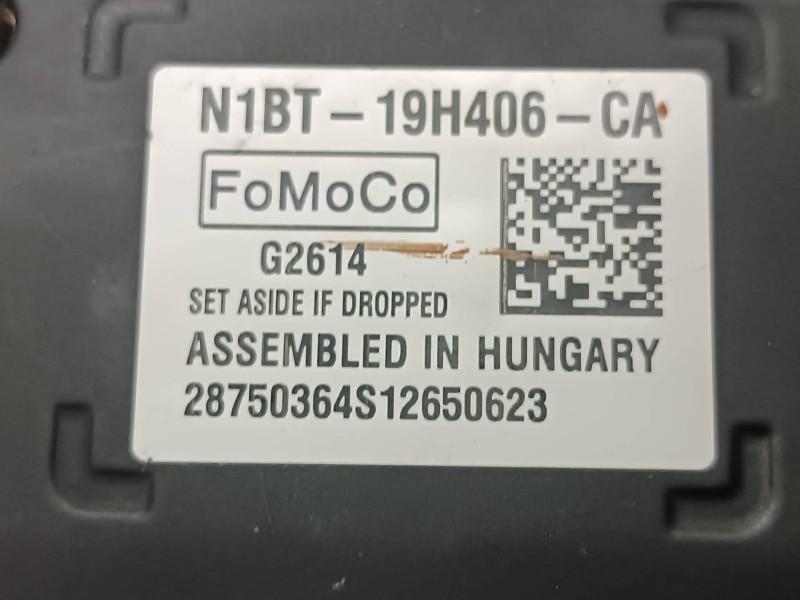 N1BT-19H406-CA
FoMoCo
G2614
SET ASIDE IF DROPPED
ASSEMBLED IN HUNGARY
28750364S12650623